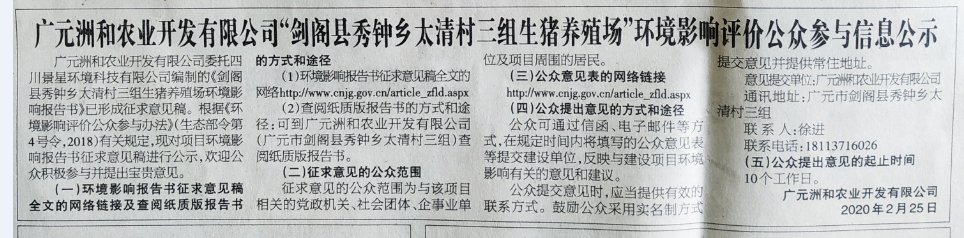 广元洲和农业开发有限公司“剑阁县秀钟乡太清村三组生猪养殖场”环境影响评价公众参与信息公示
广元洲和农业开发有限公司委托四
川景星环境科技有限公司编制的《剑阁
县秀钟乡太清村三组生猪养殖场环境影
响报告书》已形成征求意见稿。根据《环
境影响评价公众参与办法》(生态部令第
4号令,2018)有关规定,现对项目环境影
响报告书征求意见稿进行公示,欢迎公
众积极参与并提出宝贵意见。
(一)环境影响报告书征求意见稿
全文的网络链接及查阅纸质版报告书
的方式和途径
(1)环境影响报告书征求意见稿全文的
网络http://www.cnjg.gov.cn/article_zfld.aspx
(2)查阅纸质版报告书的方式和途
径:可到广元洲和农业开发有限公司
(广元市剑阁县秀钟乡太清村三组)查
阅纸质版报告书。
(二)征求意见的公众范围
征求意见的公众范围为与该项目
相关的党政机关、社会团体、企事业单
位及项目周围的居民。
(三)公众意见表的网络链接
http://www.cnjg.gov.cn/article_zfld.aspx
(四)公众提出意见的方式和途径
公众可通过信函、电子邮件等方
式,在规定时间内将填写的公众意见表
等提交建设单位,反映与建设项目环境
影响有关的意见和建议。
公众提交意见时,应当提供有效的
联系方式。鼓励公众采用实名制方式
提交意见并提供常住地址。
意见提交单位:广元洲和农业开发有限公司
通讯地址:广元市剑阁县秀钟乡太
清村三组
联系人:徐进
联系电话:18113716026
(五)公众提出意见的起止时间
10个工作日。
广元洲和农业开发有限公司
2020年2月25日